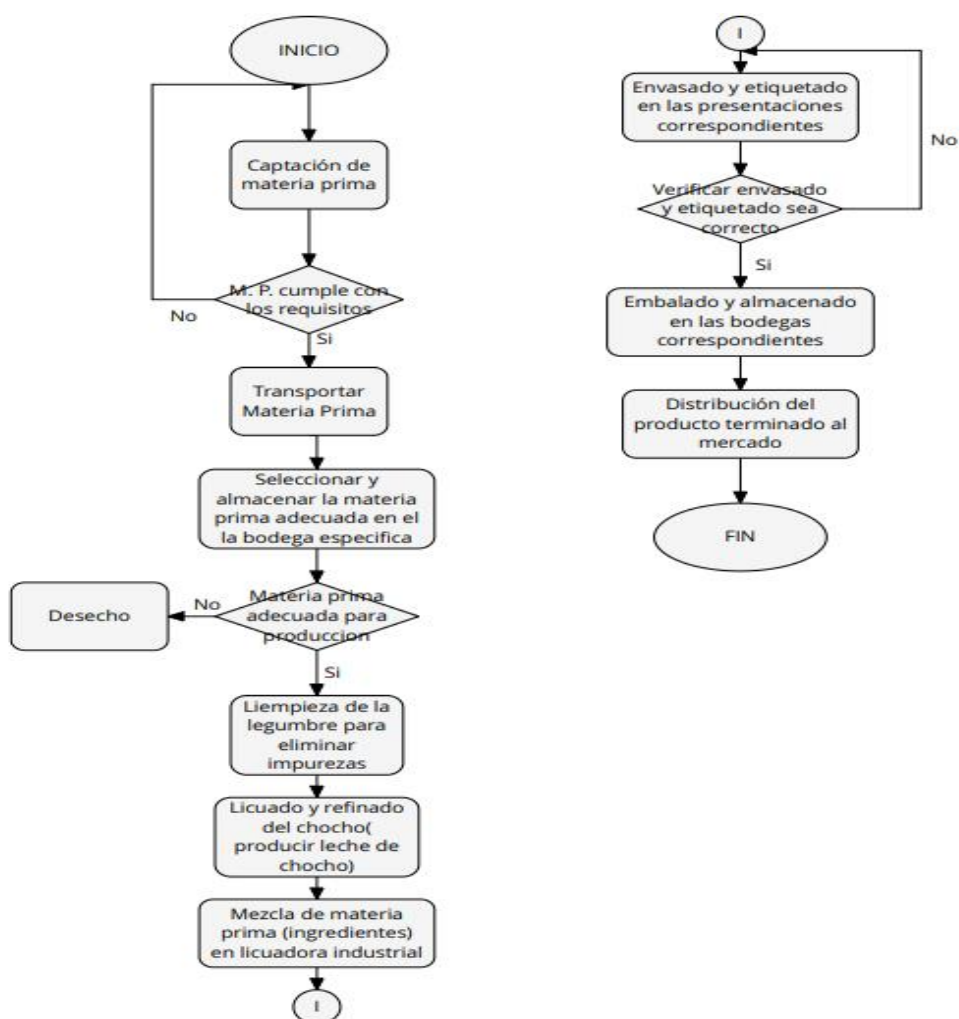 INICIO
Captación de
materia prima
M. P. cumple con
los requisitos
No
Si
Transportar
Materia Prima
Seleccionar y
almacenar la materia
prima adecuada en el
la bodega especifica
Materia prima
adecuada para
produccion
No
Desecho
Si
Liempieza de la
legumbre para
eliminar
impurezas
Licuado y refinado
del chocho(
producir leche de
chocho)
Mezcla de materia
prima (ingredientes)
en licuadora industrial
I
I
Envasado y etiquetado
en las presentaciones
correspondientes
No
Verificar envasado
y etiquetado sea
correcto
Si
Embalado y almacenado
en las bodegas
correspondientes
Distribución del
producto terminado al
mercado
FIN